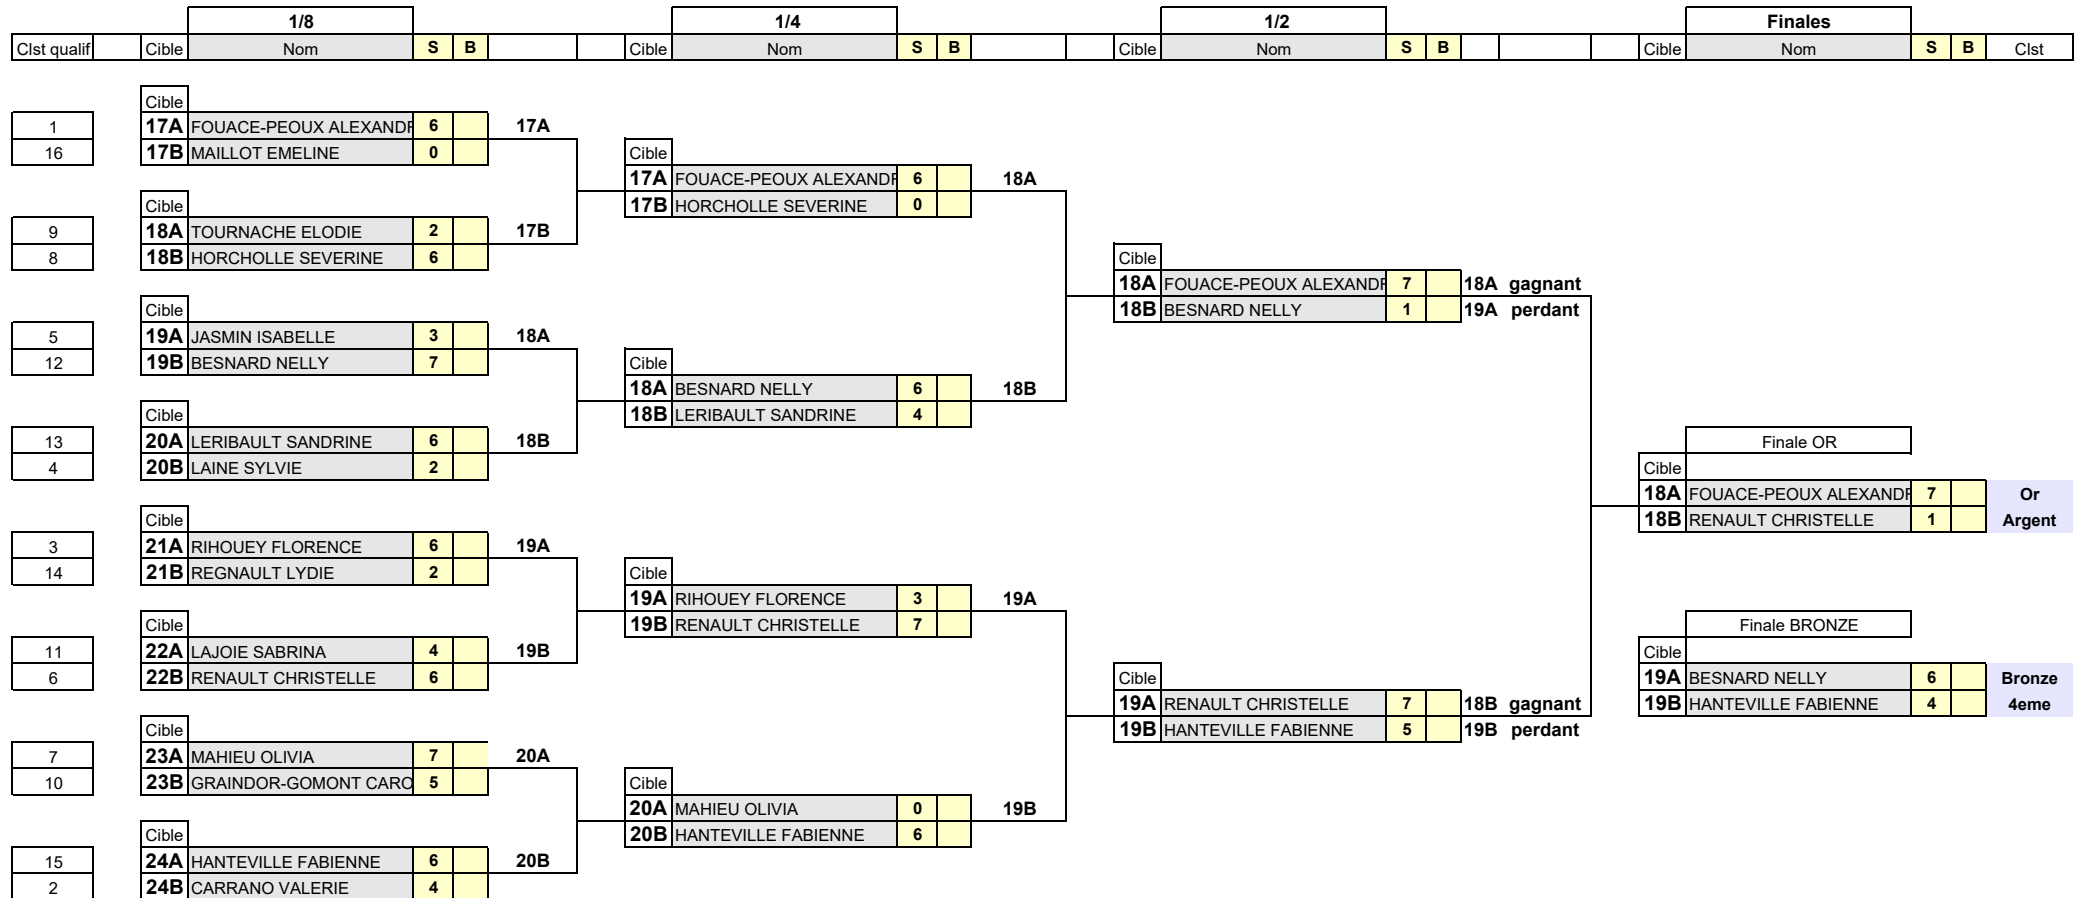 1/8 1/4 1/2 Finales
Clst qualif Cible Nom S B Cible Nom S B Cible Nom S B Cible Nom S B Clst
Cible
1 17A FOUACE-PEOUX ALEXANDR 6 17A
16 17B MAILLOT EMELINE 0 Cible
17A FOUACE-PEOUX ALEXANDR 6 18A
Cible 17B HORCHOLLE SEVERINE 0
9 18A TOURNACHE ELODIE 2 17B
8 18B HORCHOLLE SEVERINE 6 Cible
18A FOUACE-PEOUX ALEXANDR 7 18A gagnant
Cible 18B BESNARD NELLY 1 19A perdant
5 19A JASMIN ISABELLE 3 18A
12 19B BESNARD NELLY 7 Cible
18A BESNARD NELLY 6 18B
Cible 18B LERIBAULT SANDRINE 4
13 20A LERIBAULT SANDRINE 6 18B Finale OR
4 20B LAINE SYLVIE 2 Cible
18A FOUACE-PEOUX ALEXANDR 7 Or
Cible 18B RENAULT CHRISTELLE 1 Argent
3 21A RIHOUEY FLORENCE 6 19A
14 21B REGNAULT LYDIE 2 Cible
19A RIHOUEY FLORENCE 3 19A
Cible 19B RENAULT CHRISTELLE 7 Finale BRONZE
11 22A LAJOIE SABRINA 4 19B Cible
6 22B RENAULT CHRISTELLE 6 Cible 19A BESNARD NELLY 6 Bronze
19A RENAULT CHRISTELLE 7 18B gagnant 19B HANTEVILLE FABIENNE 4 4eme
Cible 19B HANTEVILLE FABIENNE 5 19B perdant
7 23A MAHIEU OLIVIA 7 20A
10 23B GRAINDOR-GOMONT CARO 5 Cible
20A MAHIEU OLIVIA 0 19B
Cible 20B HANTEVILLE FABIENNE 6
15 24A HANTEVILLE FABIENNE 6 20B
2 24B CARRANO VALERIE 4